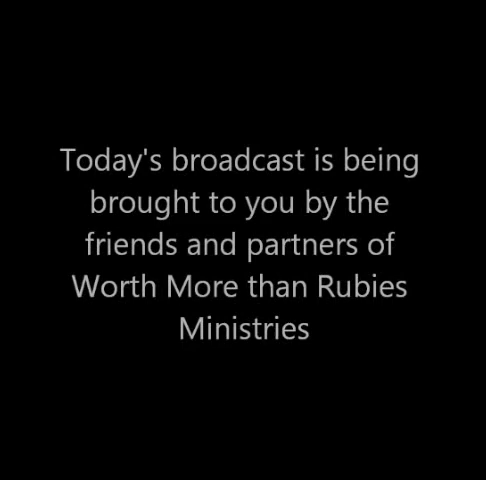 Today's broadcast is being
brought to you by the
friends and partners of
Worth More than Rubies
Ministries